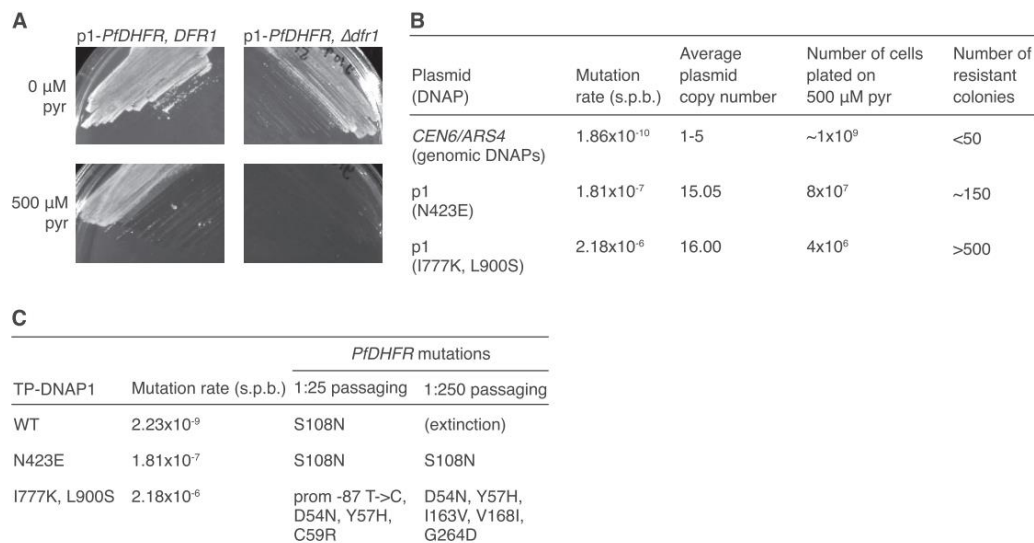 A
p1-PfDHFR, DFR1 p1-PfDHFR, Δdfr1
0 µM
pyr
500 µM
pyr
B
Plasmid
(DNAP)
Mutation
rate (s.p.b.)
Average
plasmid
copy number
Number of cells
plated on
500 µM pyr
Number of
resistant
colonies
CEN6/ARS4
(genomic DNAPs)
1.86x10⁻¹⁰
1-5
~1x10⁹
<50
p1
(N423E)
1.81x10⁻⁷
15.05
8x10⁷
~150
p1
(I777K, L900S)
2.18x10⁻⁶
16.00
4x10⁶
>500
C
PfDHFR mutations
TP-DNAP1 Mutation rate (s.p.b.) 1:25 passaging 1:250 passaging
WT 2.23x10⁻⁹ S108N (extinction)
N423E 1.81x10⁻⁷ S108N S108N
I777K, L900S 2.18x10⁻⁶ prom -87 T->C, D54N, Y57H,
D54N, Y57H, I163V, V168I,
C59R G264D